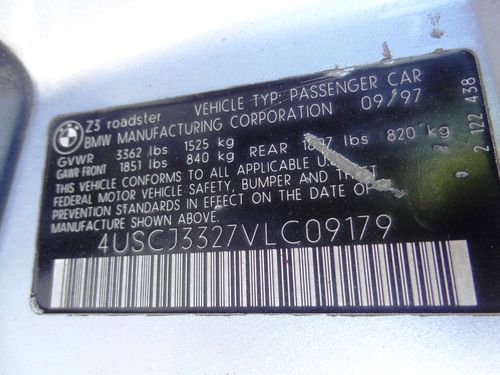 BMW
Z3 roadster VEHICLE TYP: PASSENGER CAR
BMW MANUFACTURING CORPORATION 09/97
GVWR 3362 lbs 1525 kg
GAWR FRONT 1851 lbs 840 kg REAR lbs 820 kg
THIS VEHICLE CONFORMS TO ALL APPLICABLE
FEDERAL MOTOR VEHICLE SAFETY, BUMPER AND
PREVENTION STANDARDS IN EFFECT ON THE DATE OF
MANUFACTURE SHOWN ABOVE.
4USCJ3327VLC09179
2 122 438